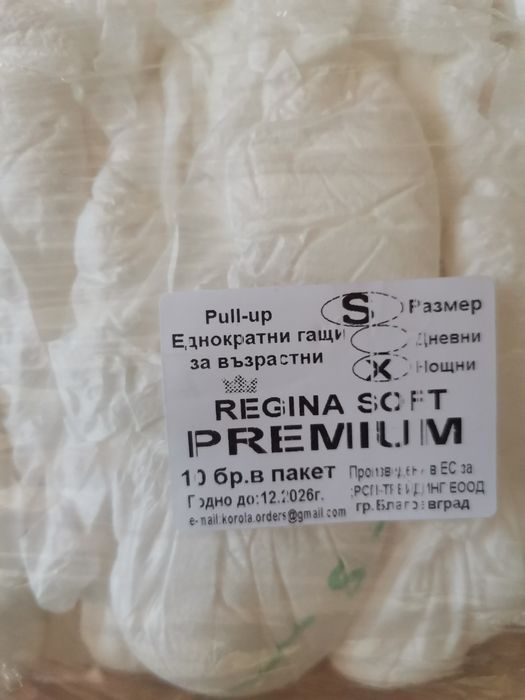 Pull-up
Еднократни гащи
за възрастни
S Размер
Дневни
X Нощни
REGINA SOFT
PREMIUM
10 бр.в пакет
Годно до:12.2026г.
e-mail:korola.orders@gmail.com
Произведен в ЕС за
ЕООД
гр.Благоевград